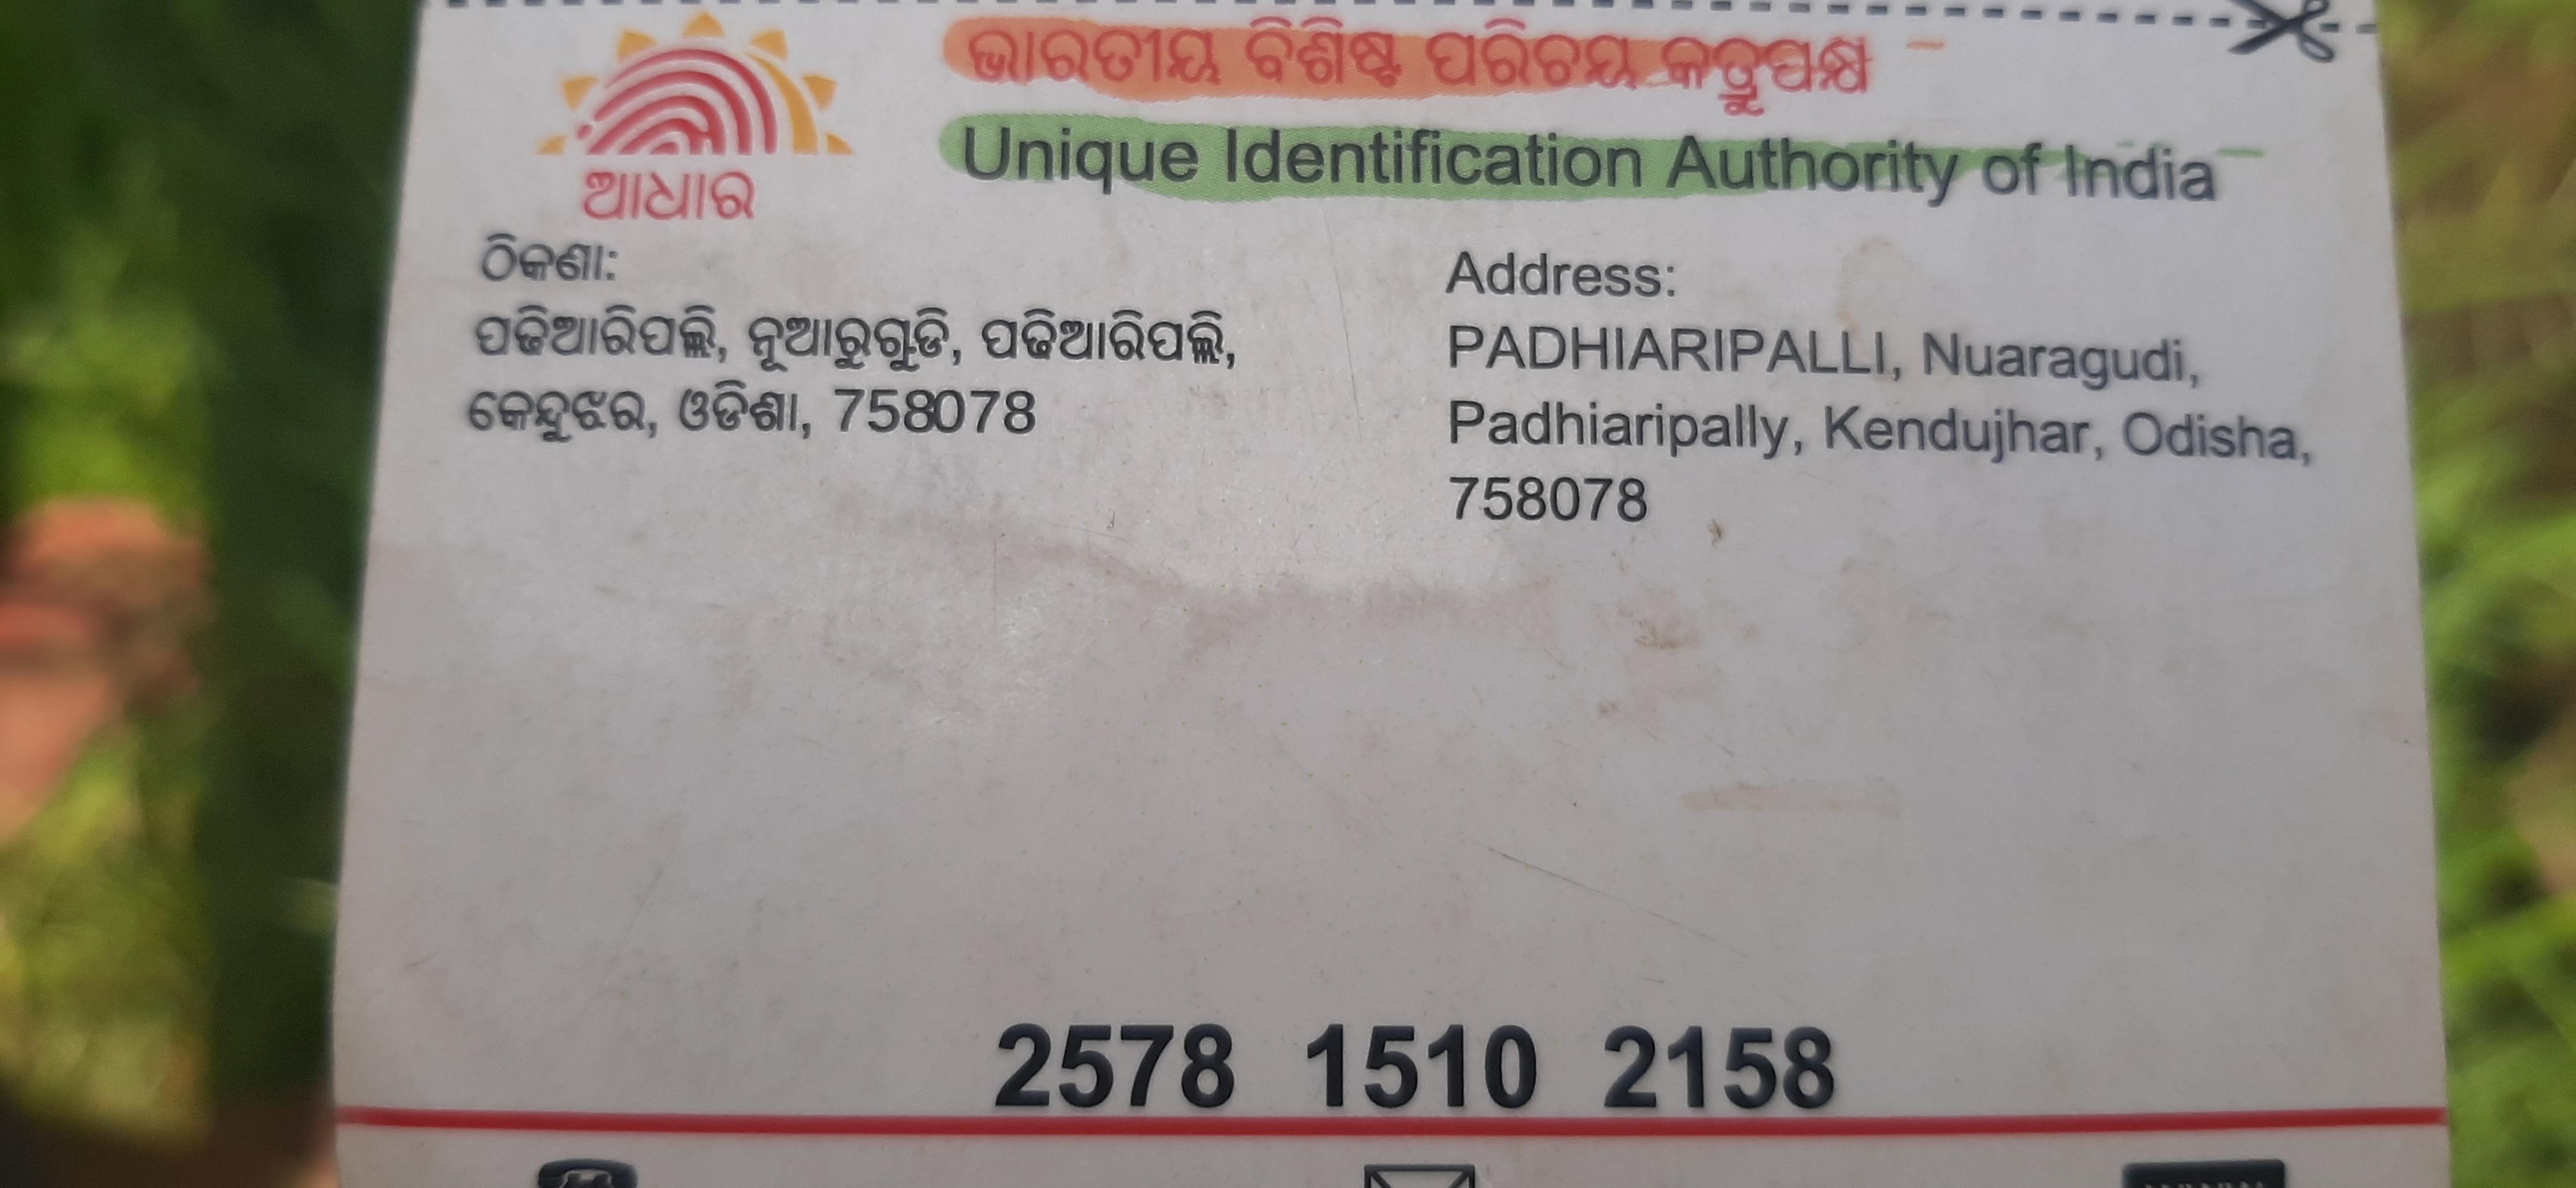 ଭାରତୀୟ ବିଶିଷ୍ଟ ପରିଚୟ କତ୍ରୁପକ୍ଷ
Unique Identification Authority of India
ଆଧାର
ଠିକଣା:
ପଢିଆରିପଲ୍ଲି, ନୂଆରୁଗୁଡି, ପଢିଆରିପଲ୍ଲି,
କେନ୍ଦୁଝର, ଓଡିଶା, 758078
Address:
PADHIARIPALLI, Nuaragudi,
Padhiaripally, Kendujhar, Odisha,
758078
2578 1510 2158